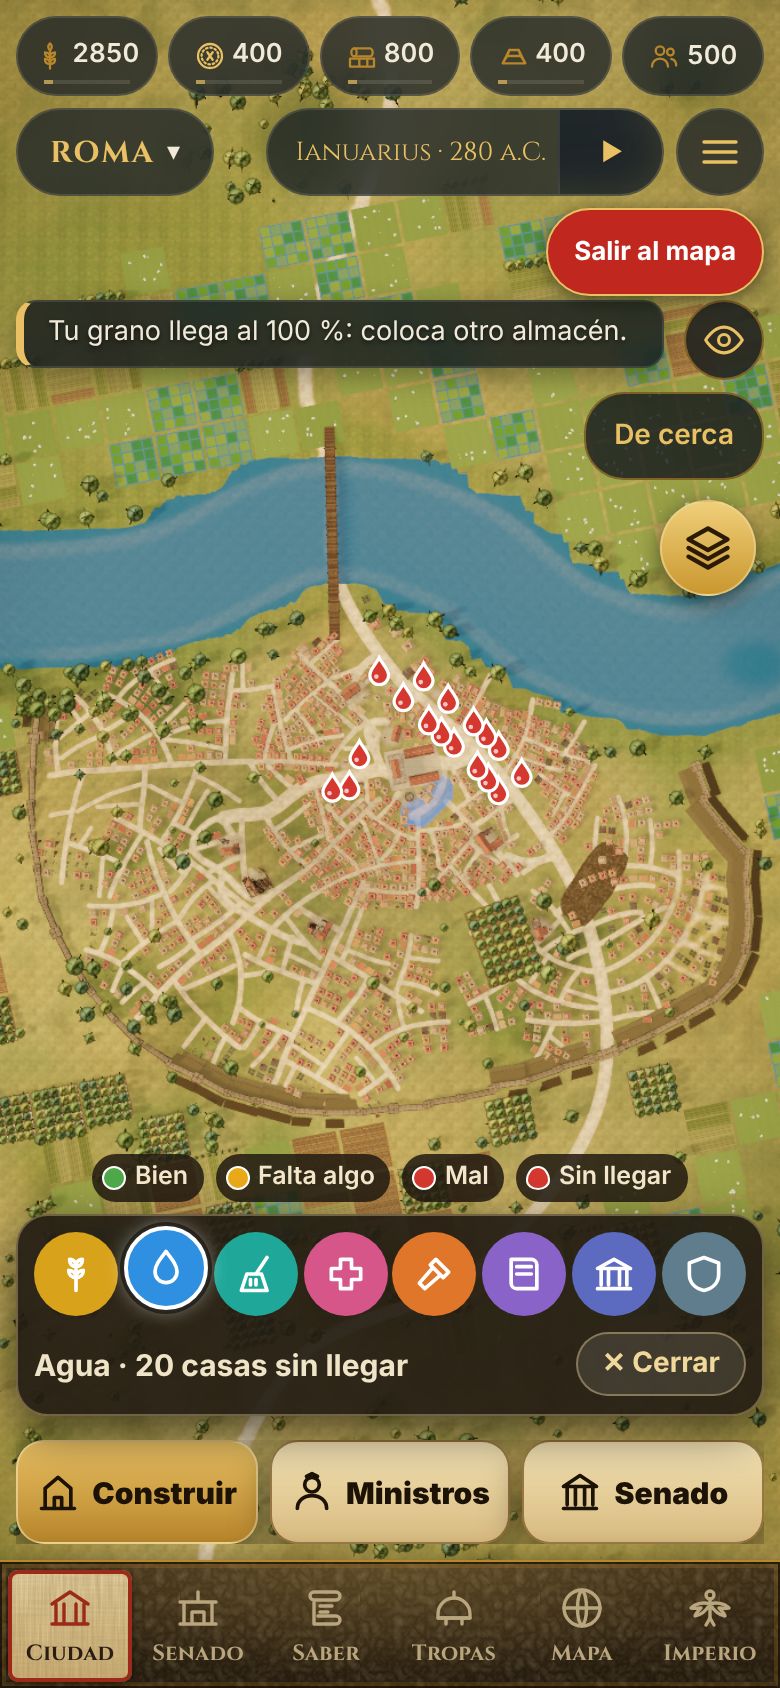 2850
400
800
400
500
ROMA ▼
IANUARIUS · 280 A.C.
Salir al mapa
Tu grano llega al 100 %: coloca otro almacén.
De cerca
Bien
Falta algo
Mal
Sin llegar
Agua · 20 casas sin llegar
✕ Cerrar
Construir
Ministros
Senado
CIUDAD
SENADO
SABER
TROPAS
MAPA
IMPERIO